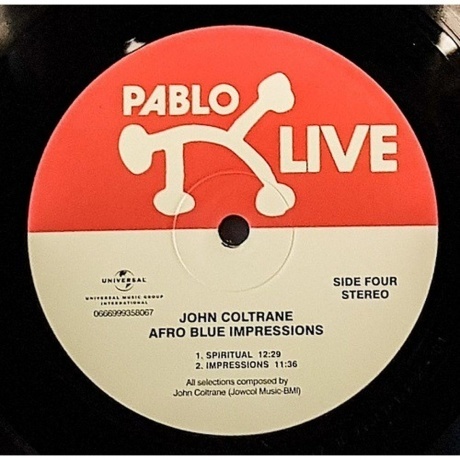 PABLO
LIVE
UNIVERSAL
UNIVERSAL MUSIC GROUP
INTERNATIONAL
0666999358067
SIDE FOUR
STEREO
JOHN COLTRANE
AFRO BLUE IMPRESSIONS
1. SPIRITUAL 12:29
2. IMPRESSIONS 11:36
All selections composed by
John Coltrane (Jowcol Music-BMI)